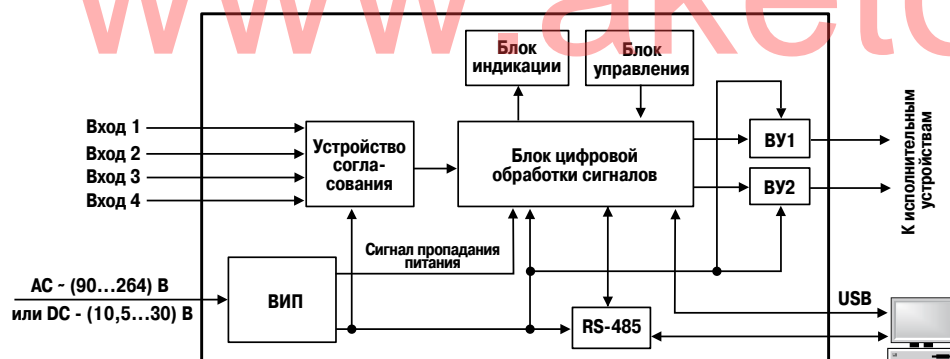 www.aketo
Блок
индикации
Блок
управления
Вход 1
Вход 2
Вход 3
Вход 4
Устройство
согла-
сования
Блок цифровой
обработки сигналов
ВУ1
ВУ2
К исполнительным
устройствам
Сигнал пропадания
питания
AC ~ (90...264) В
или DC - (10,5...30) В
ВИП
RS-485
USB